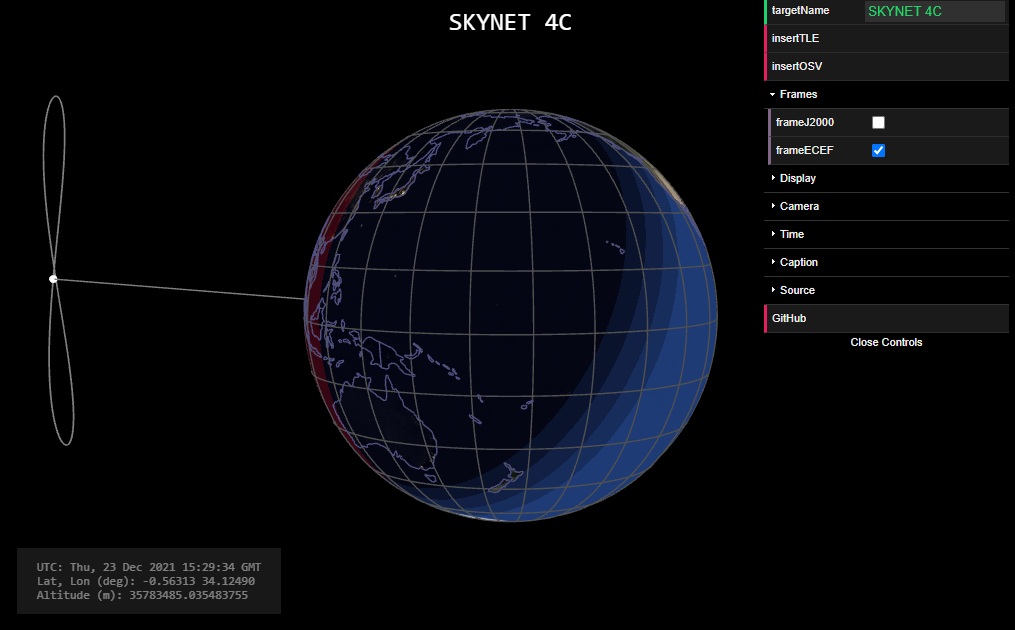 SKYNET 4C
targetName SKYNET 4C
insertTLE
insertOSV
Frames
frameJ2000
frameECEF
Display
Camera
Time
Caption
Source
GitHub
Close Controls
UTC: Thu, 23 Dec 2021 15:29:34 GMT
Lat, Lon (deg): -0.56313 34.12490
Altitude (m): 35783485.035483755